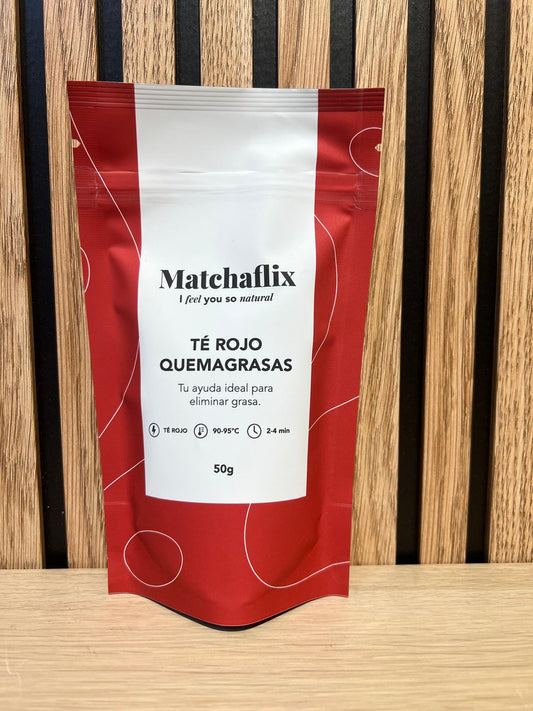 Matchaflix
I feel you so natural
TÉ ROJO
QUEMAGRASAS
Tu ayuda ideal para
eliminar grasa.
TÉ ROJO 90-95°C 2-4 min
50g